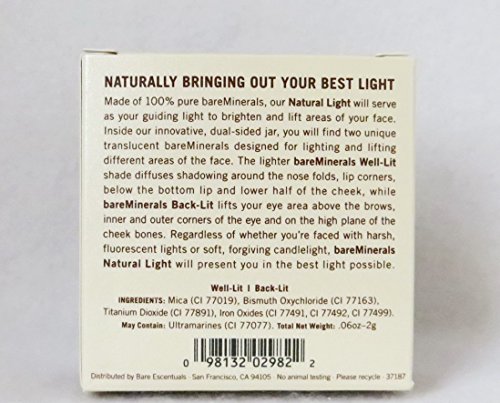 NATURALLY BRINGING OUT YOUR BEST LIGHT
Made of 100% pure bareMinerals, our Natural Light will serve
as your guiding light to brighten and lift areas of your face.
Inside our innovative, dual-sided jar, you will find two unique
translucent bareMinerals designed for lighting and lifting
different areas of the face. The lighter bareMinerals Well-Lit
shade diffuses shadowing around the nose folds, lip corners,
below the bottom lip and lower half of the cheek, while
bareMinerals Back-Lit lifts your eye area above the brows,
inner and outer corners of the eye and on the high plane of the
cheek bones. Regardless of whether you're faced with harsh,
fluorescent lights or soft, forgiving candlelight, bareMinerals
Natural Light will present you in the best light possible.
Well-Lit | Back-Lit
INGREDIENTS: Mica (CI 77019), Bismuth Oxychloride (CI 77163),
Titanium Dioxide (CI 77891), Iron Oxides (CI 77491, CI 77492, CI 77499).
May Contain: Ultramarines (CI 77077). Total Net Weight: .06oz-2g
0 98132 02982 2
Distributed by Bare Escentuals · San Francisco, CA 94105 · No animal testing · Please recycle · 37187